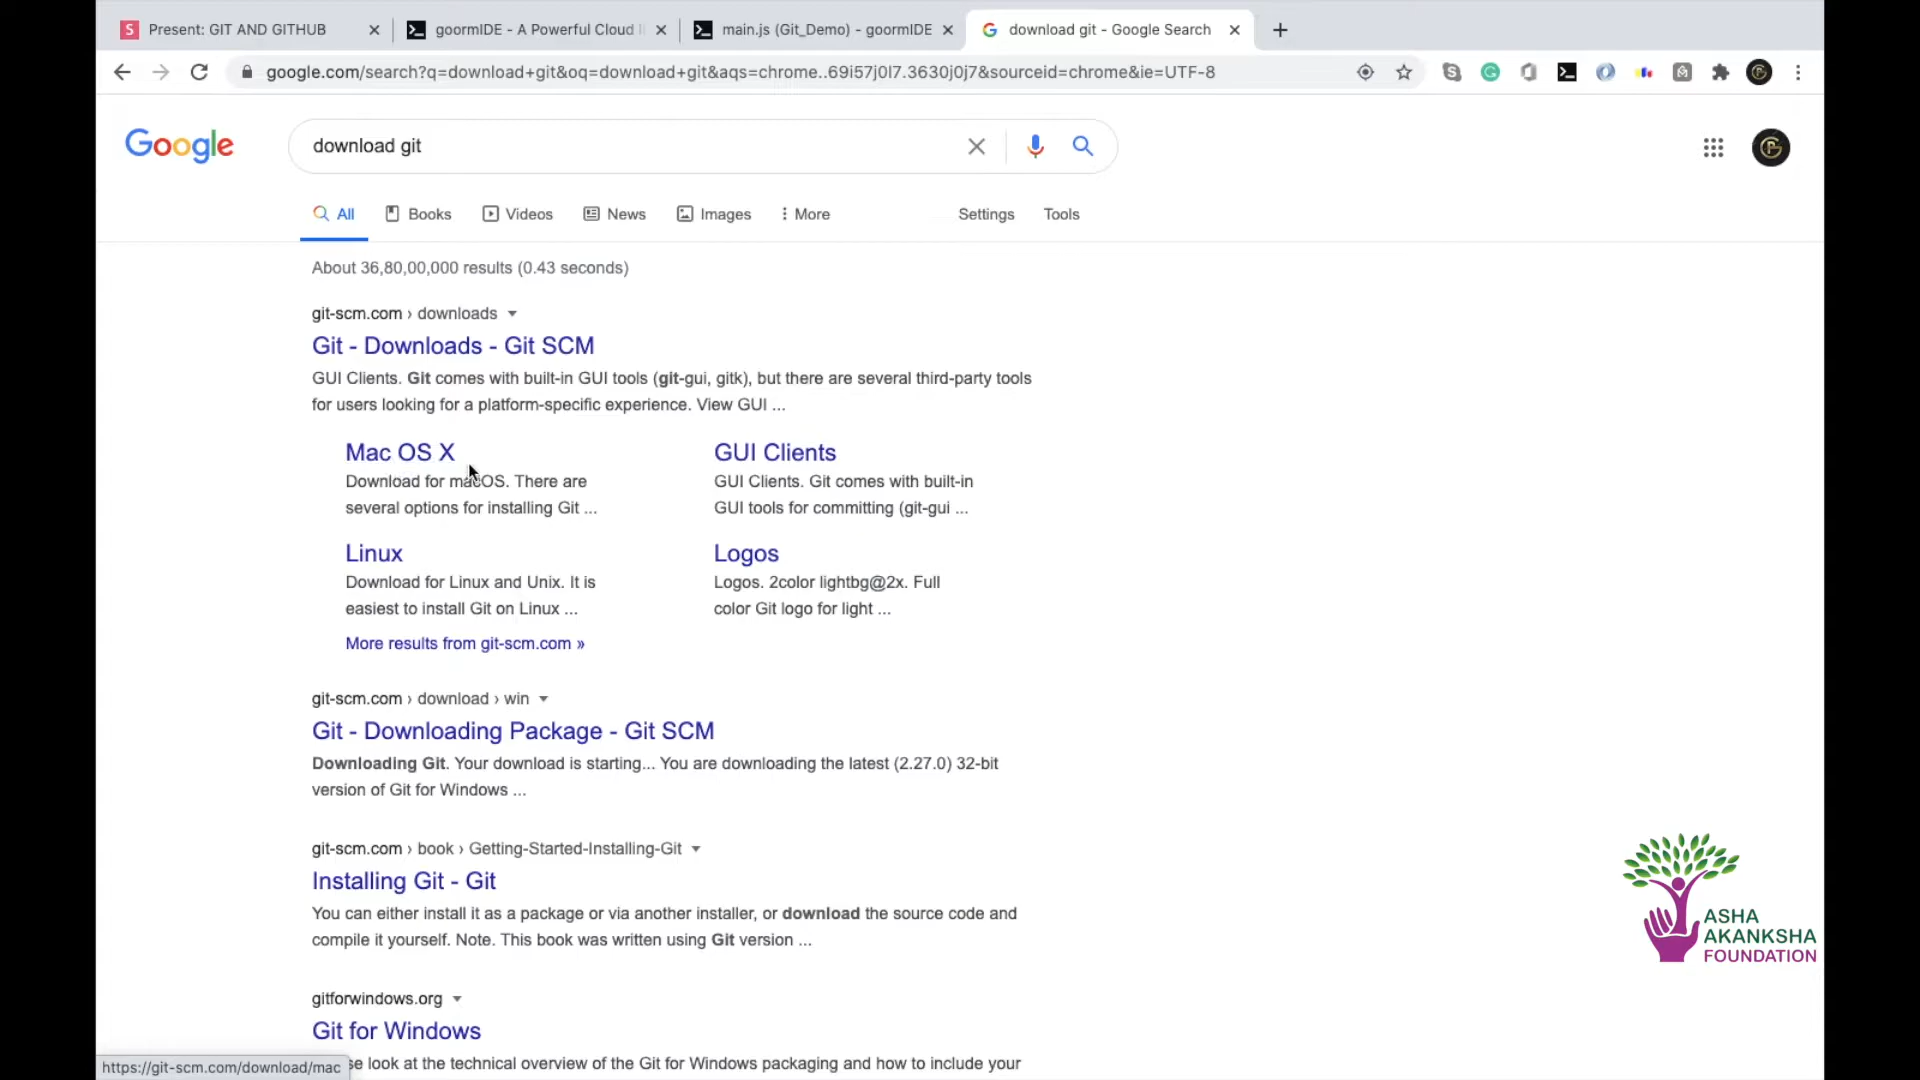 Present: GIT AND GITHUB
goormIDE - A Powerful Cloud I
main.js (Git_Demo) - goormIDE
download git - Google Search
google.com/search?q=download+git&oq=download+git&aqs=chrome..69i57j0l7.3630j0j7&sourceid=chrome&ie=UTF-8
Google
download git
All
Books
Videos
News
Images
More
Settings
Tools
About 36,80,00,000 results (0.43 seconds)
git-scm.com › downloads
Git - Downloads - Git SCM
GUI Clients. Git comes with built-in GUI tools (git-gui, gitk), but there are several third-party tools
for users looking for a platform-specific experience. View GUI ...
Mac OS X
Download for macOS. There are
several options for installing Git ...
GUI Clients
GUI Clients. Git comes with built-in
GUI tools for committing (git-gui ...
Linux
Download for Linux and Unix. It is
easiest to install Git on Linux ...
Logos
Logos. 2color lightbg@2x. Full
color Git logo for light ...
More results from git-scm.com »
git-scm.com › download › win
Git - Downloading Package - Git SCM
Downloading Git. Your download is starting... You are downloading the latest (2.27.0) 32-bit
version of Git for Windows ...
git-scm.com › book › Getting-Started-Installing-Git
Installing Git - Git
You can either install it as a package or via another installer, or download the source code and
compile it yourself. Note. This book was written using Git version ...
gitforwindows.org
Git for Windows
se look at the technical overview of the Git for Windows packaging and how to include your
https://git-scm.com/download/mac
ASHA
AKANKSHA
FOUNDATION